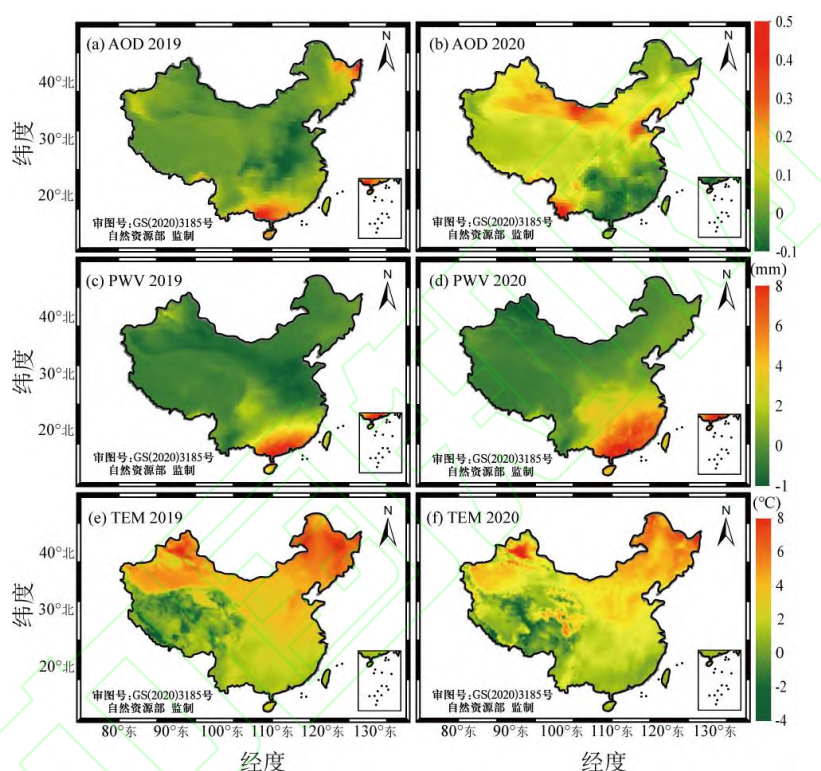 (a) AOD 2019
N
40°北
30°北
20°北
纬度
审图号:GS(2020)3185号
自然资源部 监制
(b) AOD 2020
N
审图号:GS(2020)3185号
自然资源部 监制
0.5
0.4
0.3
0.2
0.1
0
-0.1
(c) PWV 2019
N
40°北
30°北
20°北
纬度
审图号:GS(2020)3185号
自然资源部 监制
(d) PWV 2020
N
审图号:GS(2020)3185号
自然资源部 监制
(mm)
8
6
4
2
-1
(e) TEM 2019
N
40°北
30°北
20°北
纬度
审图号:GS(2020)3185号
自然资源部 监制
(f) TEM 2020
N
审图号:GS(2020)3185号
自然资源部 监制
(°C)
8
6
4
2
0
-2
-4
80°东 90°东 100°东 110°东 120°东 130°东
80°东 90°东 100°东 110°东 120°东 130°东
经度
经度